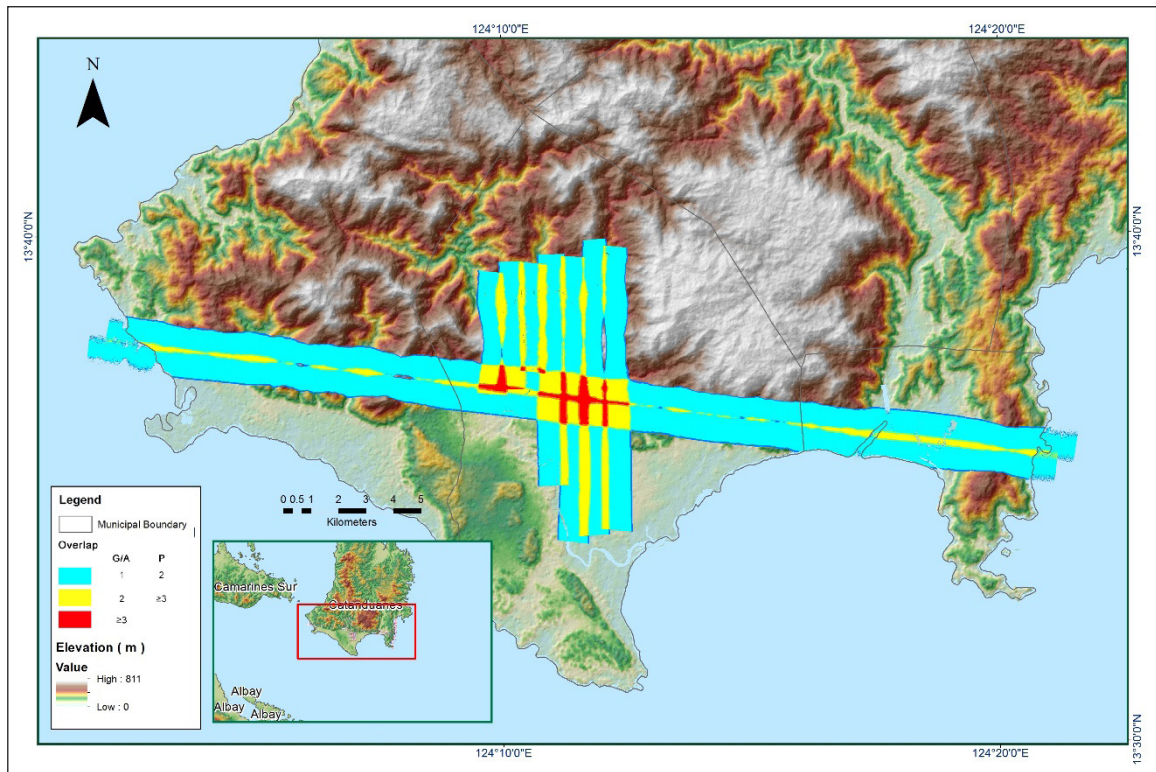 124°10'0"E
124°20'0"E
N
13°40'0"N
13°40'0"N
0 0.5 1 2 3 4 5
Kilometers
Legend
Municipal Boundary
Overlap
G/A P
1 2
2 ≥3
≥3
Elevation ( m )
Value
High : 811
Low : 0
Camarines Sur
Catanduanes
Albay
Albay
Albay
13°30'0"N
124°10'0"E
124°20'0"E